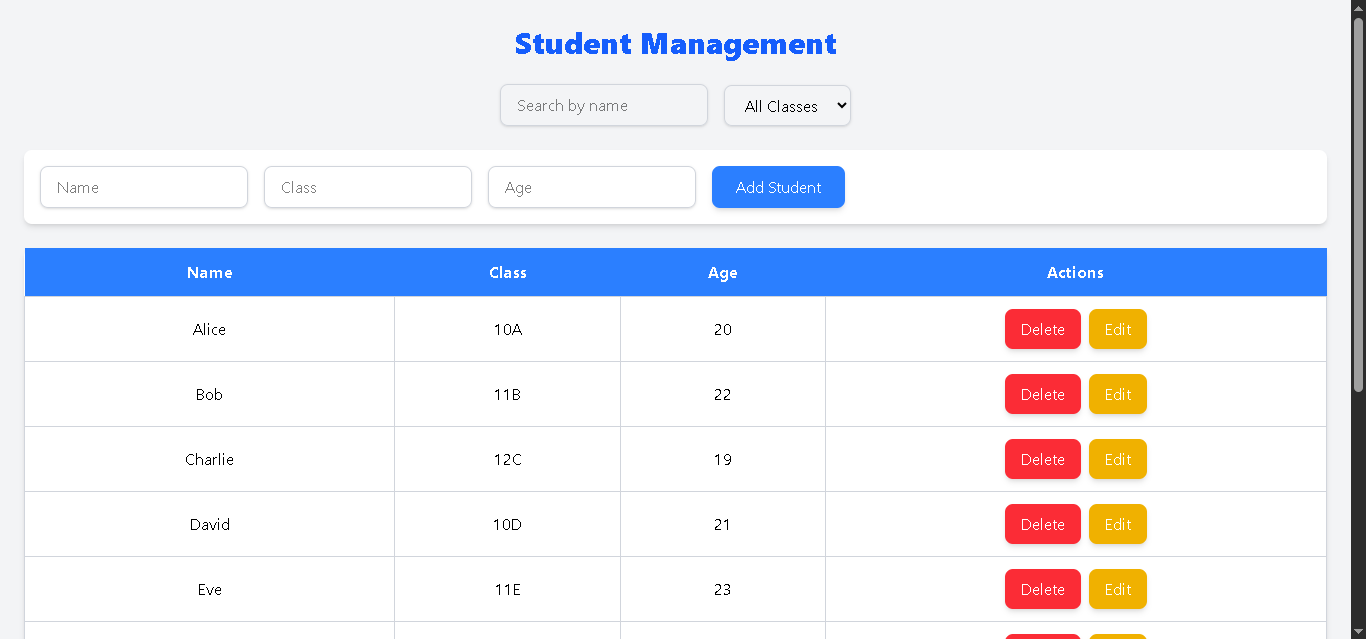 Student Management
Search by name All Classes
Name Class Age Add Student
Name Class Age Actions
Alice 10A 20 Delete Edit
Bob 11B 22 Delete Edit
Charlie 12C 19 Delete Edit
David 10D 21 Delete Edit
Eve 11E 23 Delete Edit